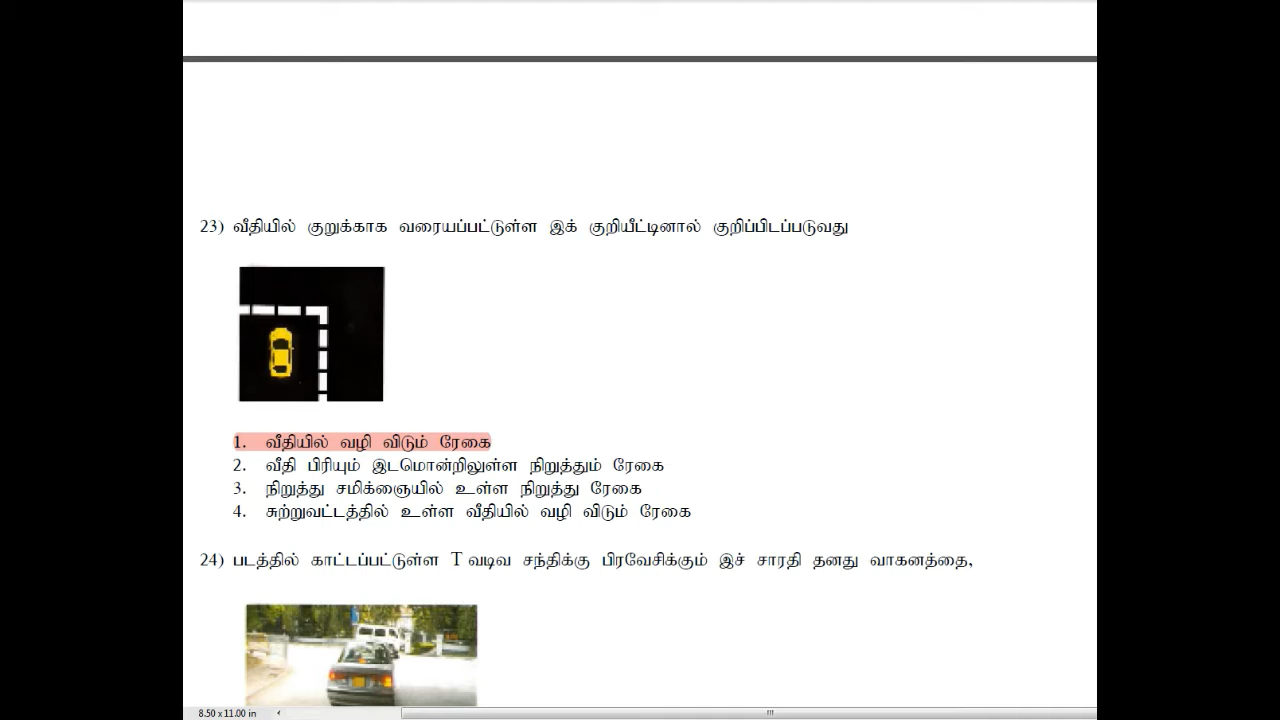 23) வீதியில் குறுக்காக வரையப்பட்டுள்ள இக் குறியீட்டினால் குறிப்பிடப்படுவது
1. வீதியில் வழி விடும் ரேகை
2. வீதி பிரியும் இடமொன்றிலுள்ள நிறுத்தும் ரேகை
3. நிறுத்து சமிக்ஞையில் உள்ள நிறுத்து ரேகை
4. சுற்றுவட்டத்தில் உள்ள வீதியில் வழி விடும் ரேகை
24) படத்தில் காட்டப்பட்டுள்ள T வடிவ சந்திக்கு பிரவேசிக்கும் இச் சாரதி தனது வாகனத்தை,
8.50 x 11.00 in